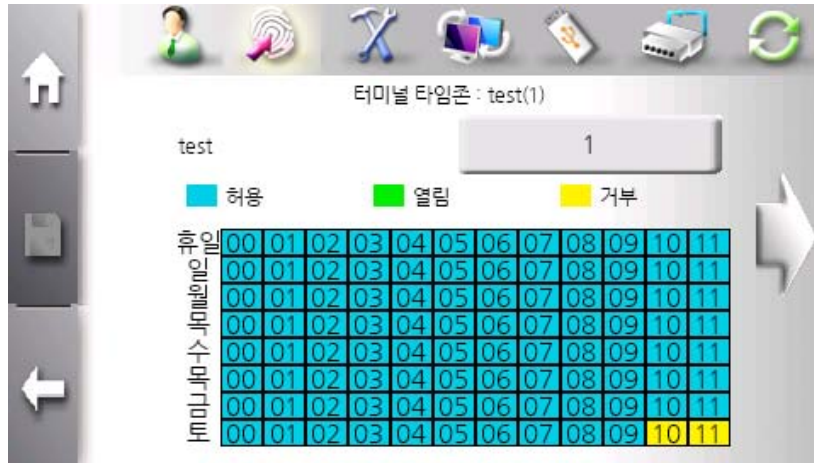 터미널 타임존 : test(1)
test 1
허용 열림 거부
휴일 00 01 02 03 04 05 06 07 08 09 10 11
일 00 01 02 03 04 05 06 07 08 09 10 11
월 00 01 02 03 04 05 06 07 08 09 10 11
목 00 01 02 03 04 05 06 07 08 09 10 11
수 00 01 02 03 04 05 06 07 08 09 10 11
목 00 01 02 03 04 05 06 07 08 09 10 11
금 00 01 02 03 04 05 06 07 08 09 10 11
토 00 01 02 03 04 05 06 07 08 09 10 11